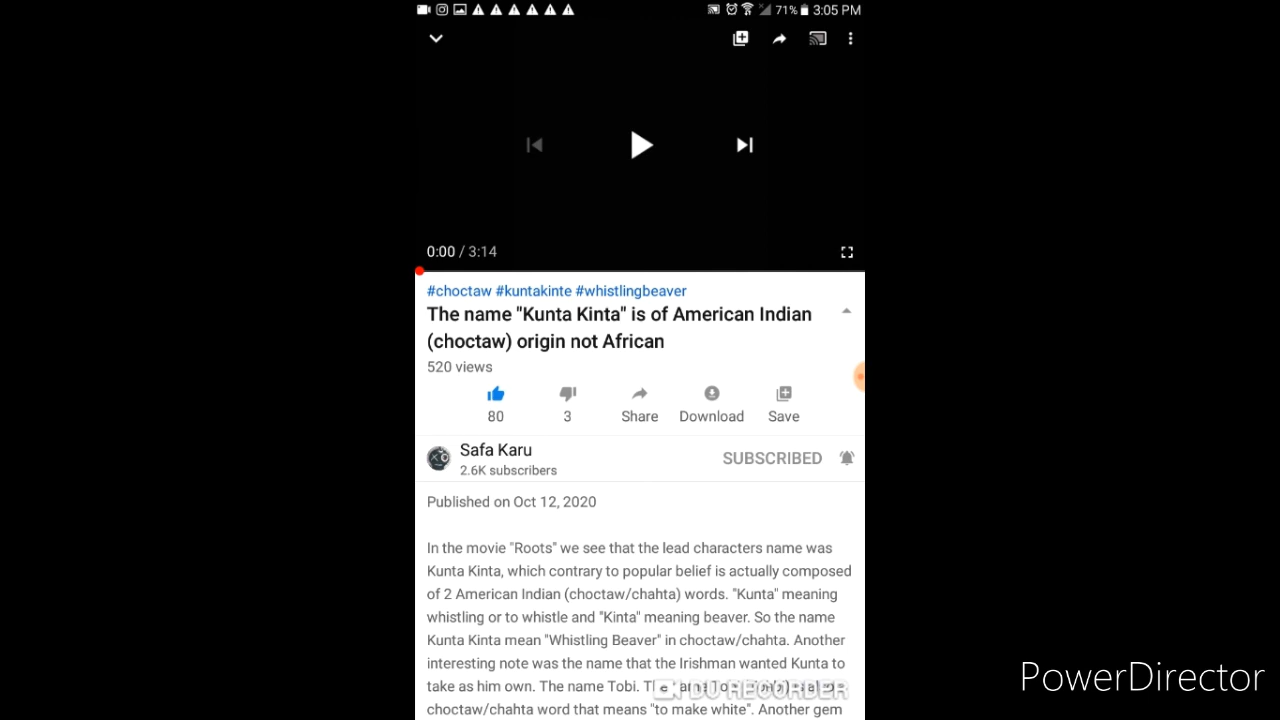 71% 3:05 PM
0:00 / 3:14
#choctaw #kuntakinte #whistlingbeaver
The name "Kunta Kinta" is of American Indian
(choctaw) origin not African
520 views
80 3 Share Download Save
Safa Karu
2.6K subscribers
SUBSCRIBED
Published on Oct 12, 2020
In the movie "Roots" we see that the lead characters name was
Kunta Kinta, which contrary to popular belief is actually composed
of 2 American Indian (choctaw/chahta) words. "Kunta" meaning
whistling or to whistle and "Kinta" meaning beaver. So the name
Kunta Kinta mean "Whistling Beaver" in choctaw/chahta. Another
interesting note was the name that the Irishman wanted Kunta to
take as him own. The name Tobi. The
DU RECORDER
choctaw/chahta word that means "to make white". Another gem
PowerDirector